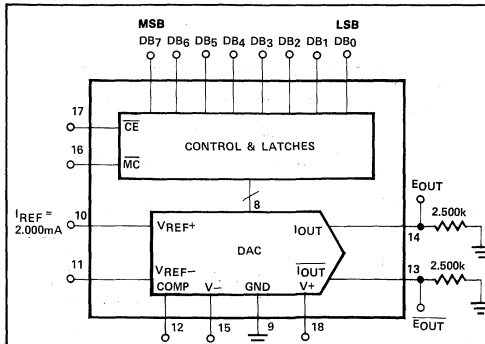 MSB LSB
DB7 DB6 DB5 DB4 DB3 DB2 DB1 DB0
17
CE
CONTROL & LATCHES
16
MC
8
IREF =
2.000mA
10
VREF+
IOUT
EOUT
2.500k
14
DAC
11
VREF-
IOUT
13
2.500k
COMP V- GND V+
EOUT
12 15 9 18